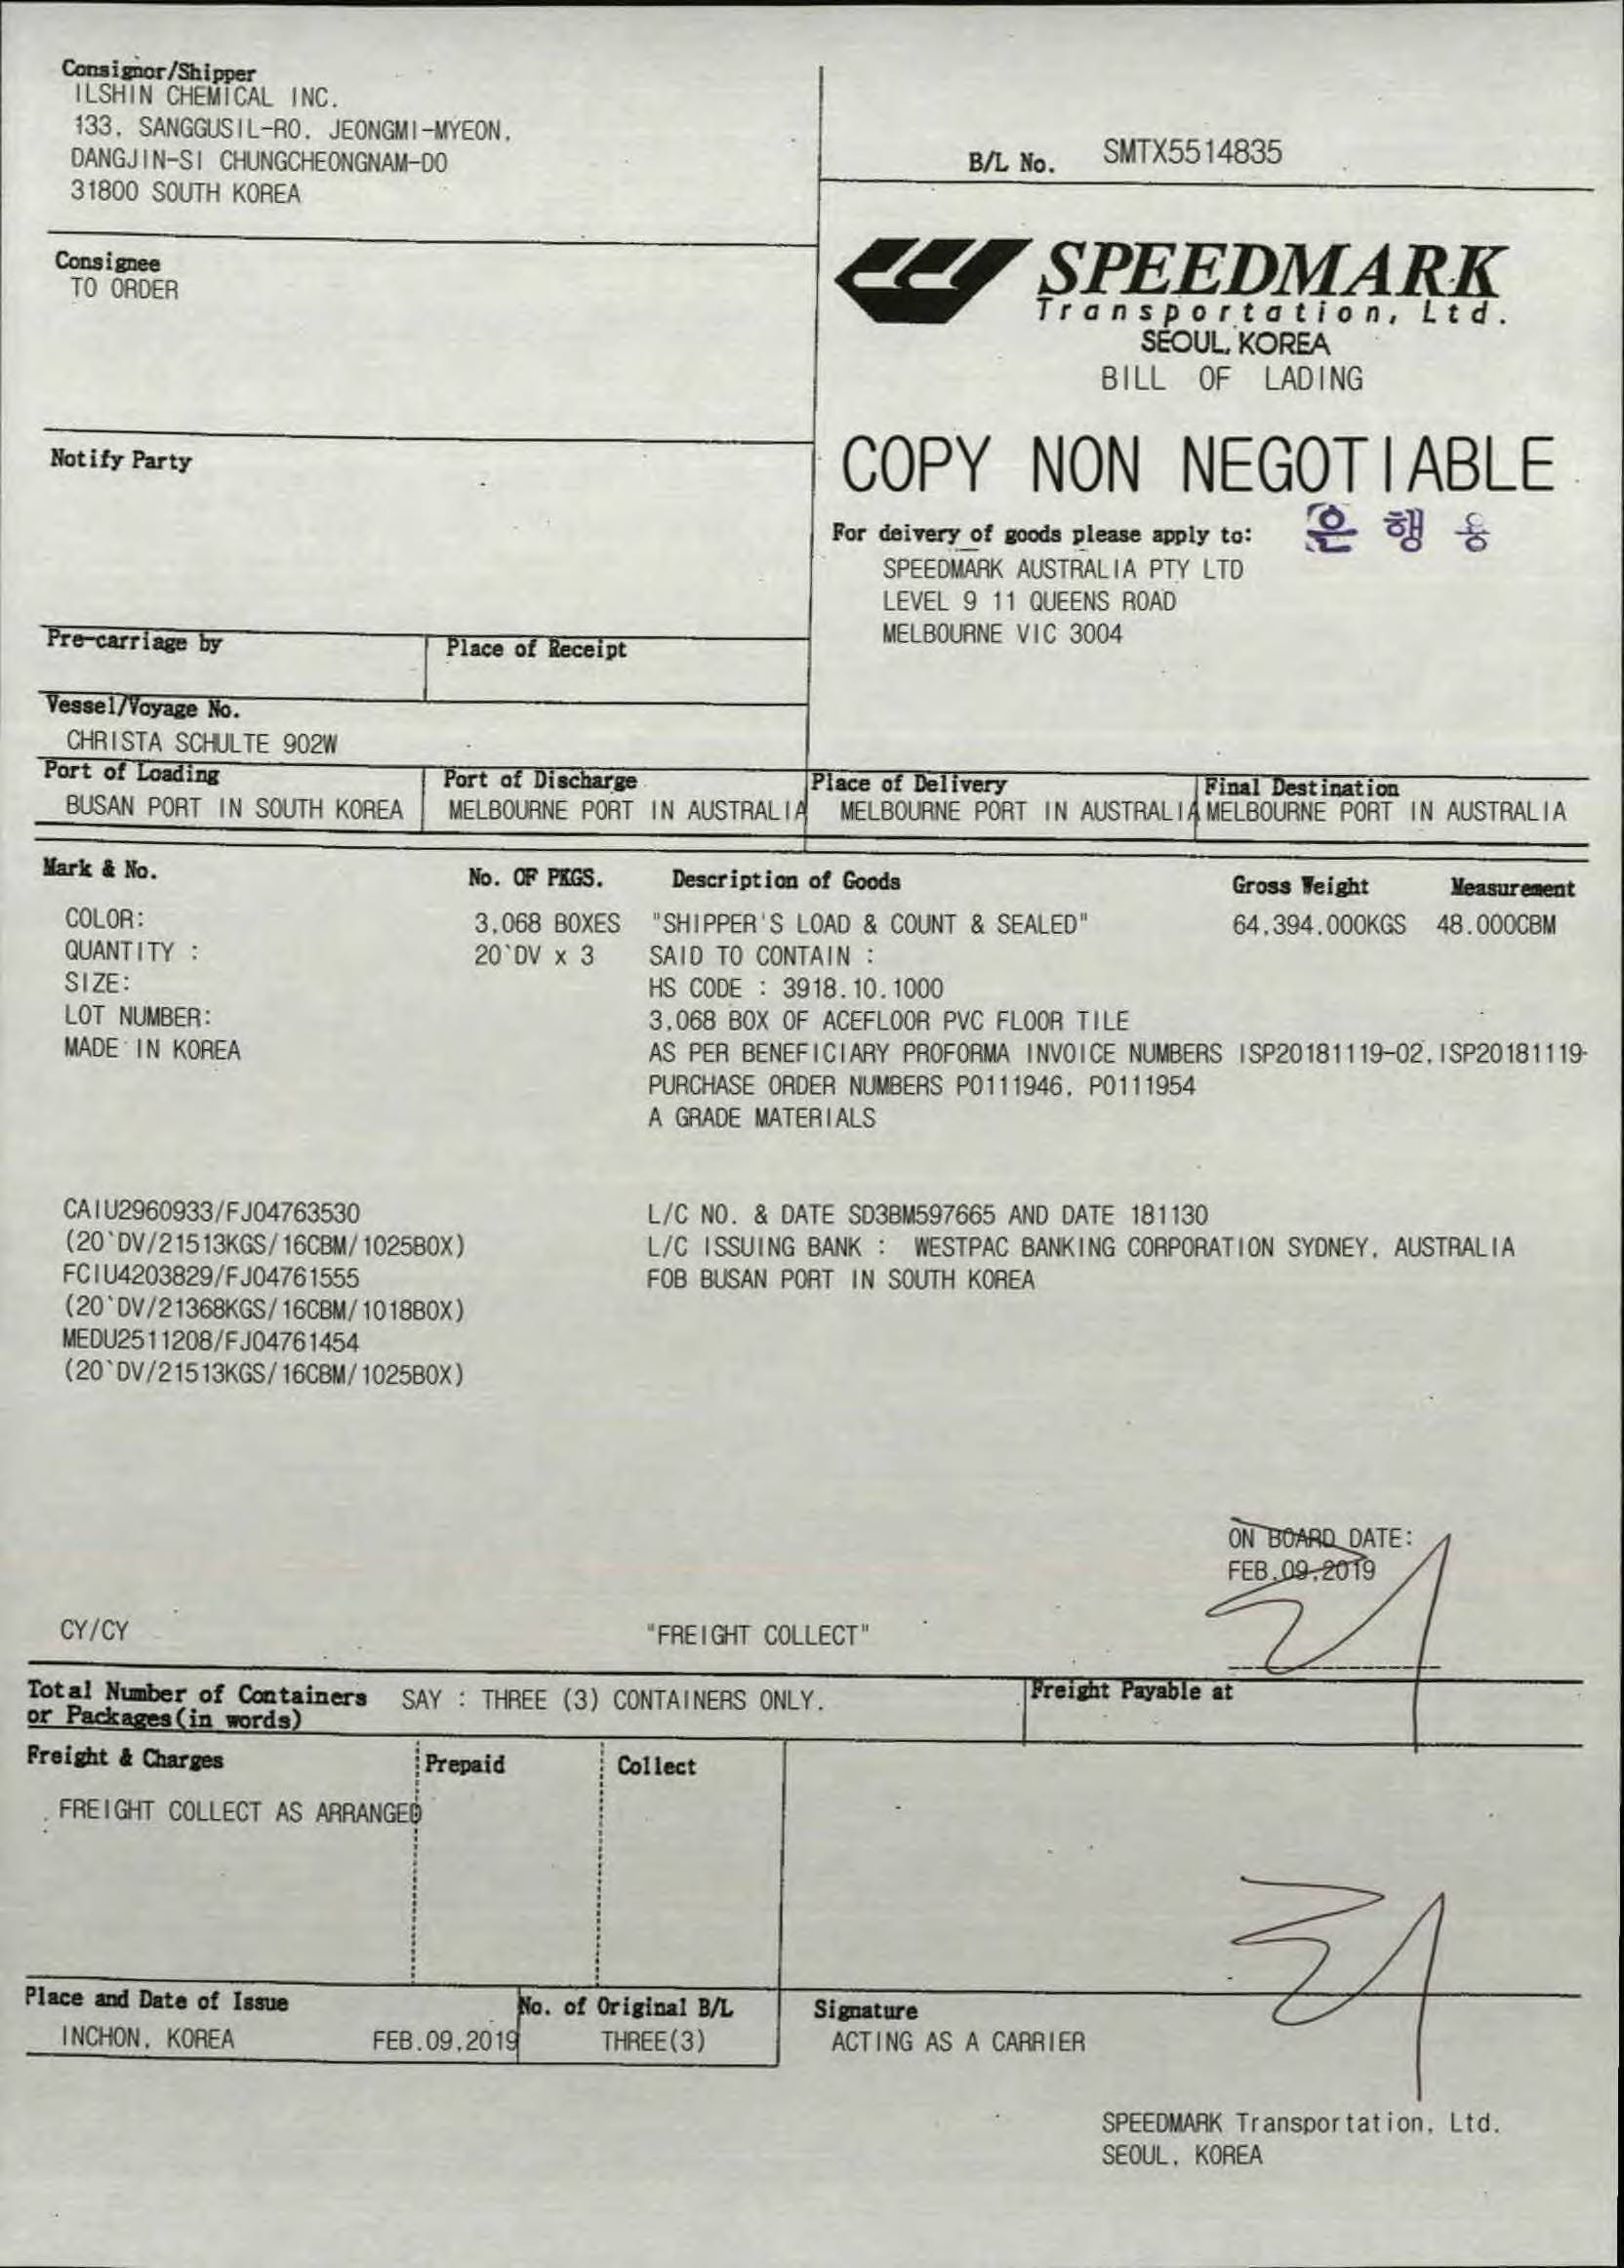 Consignor/Shipper
ILSHIN CHEMICAL INC.
133, SANGGUSIL-RO, JEONGMI-MYEON,
DANGJIN-SI CHUNGCHEONGNAM-DO
31800 SOUTH KOREA
B/L No. SMTX5514835
Consignee
TO ORDER
SPEEDMARK
Transportation, Ltd.
SEOUL, KOREA
BILL OF LADING
COPY NON NEGOTIABLE
Notify Party
은 행 용
For deivery of goods please apply to:
SPEEDMARK AUSTRALIA PTY LTD
LEVEL 9 11 QUEENS ROAD
MELBOURNE VIC 3004
Pre-carriage by
Place of Receipt
Vessel/Voyage No.
CHRISTA SCHULTE 902W
Port of Loading
BUSAN PORT IN SOUTH KOREA
Port of Discharge
MELBOURNE PORT IN AUSTRALIA
Place of Delivery
MELBOURNE PORT IN AUSTRALIA
Final Destination
MELBOURNE PORT IN AUSTRALIA
Mark & No. No. OF PKGS. Description of Goods Gross Weight Measurement
COLOR: 3,068 BOXES "SHIPPER'S LOAD & COUNT & SEALED" 64,394.000KGS 48.000CBM
QUANTITY : 20`DV x 3 SAID TO CONTAIN :
SIZE: HS CODE : 3918.10.1000
LOT NUMBER: 3,068 BOX OF ACEFLOOR PVC FLOOR TILE
MADE IN KOREA AS PER BENEFICIARY PROFORMA INVOICE NUMBERS ISP20181119-02, ISP20181119-
PURCHASE ORDER NUMBERS PO111946, PO111954
A GRADE MATERIALS
CAIU2960933/FJ04763530 L/C NO. & DATE SD3BM597665 AND DATE 181130
(20`DV/21513KGS/16CBM/1025BOX) L/C ISSUING BANK : WESTPAC BANKING CORPORATION SYDNEY, AUSTRALIA
FCIU4203829/FJ04761555 FOB BUSAN PORT IN SOUTH KOREA
(20`DV/21368KGS/16CBM/1018BOX)
MEDU2511208/FJ04761454
(20`DV/21513KGS/16CBM/1025BOX)
ON BOARD DATE:
FEB.09,2019
CY/CY "FREIGHT COLLECT"
Total Number of Containers
or Packages(in words)
SAY : THREE (3) CONTAINERS ONLY.
Freight Payable at
Freight & Charges Prepaid Collect
FREIGHT COLLECT AS ARRANGED
Place and Date of Issue
INCHON, KOREA FEB.09,2019
No. of Original B/L
THREE(3)
Signature
ACTING AS A CARRIER
SPEEDMARK Transportation, Ltd.
SEOUL, KOREA